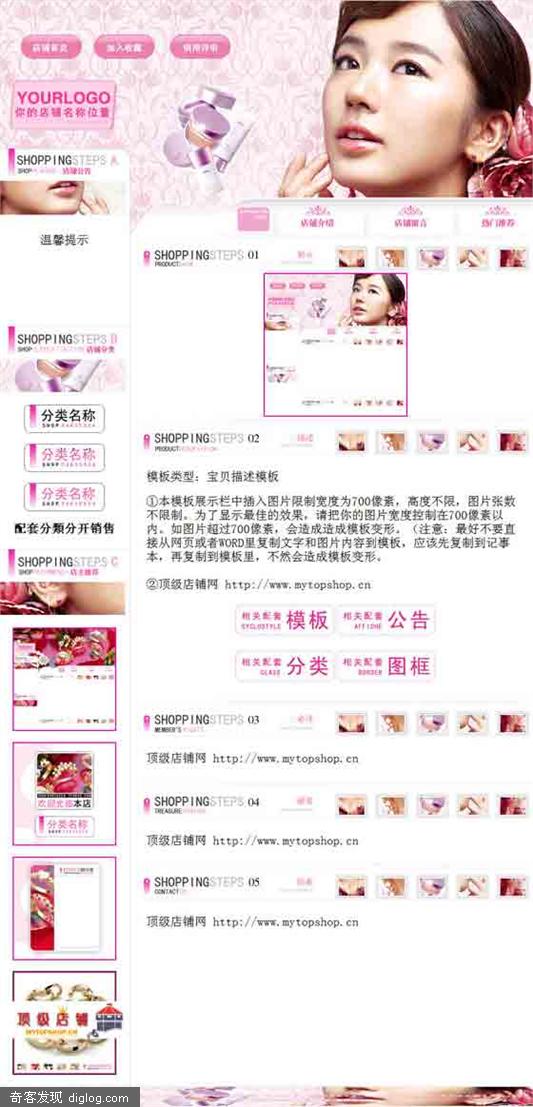 店铺首页
加入收藏
信用评价
YOURLOGO
你的店铺名称位置
SHOPPINGSTEPS A
店铺公告
温馨提示
SHOPPINGSTEPS B
店铺分类
分类名称
分类名称
分类名称
配套分類分开销售
SHOPPINGSTEPS C
店主推荐
欢迎光临本店
分类名称
顶级店铺
MYTOPSHOP.CN
店铺介绍
店铺留言
热门推荐
SHOPPINGSTEPS 01
SHOPPINGSTEPS 02
模板类型: 宝贝描述模板
①本模板展示栏中插入图片限制宽度为700像素，高度不限，图片张数
不限制。为了显示最佳的效果，请把你的图片宽度控制在700像素以
内。如图片超过700像素，会造成造成模板变形。（注意：最好不要直
接从网页或者WORD里复制文字和图片内容到模板，应该先复制到记事
本，再复制到模板里，不然会造成模板变形。
②顶级店铺网 http://www.mytopshop.cn
相关配套 模板
相关配套 公告
AFFICHE
相关配套 分类
相关配套 图框
BORDER
SHOPPINGSTEPS 03
顶级店铺网 http://www.mytopshop.cn
SHOPPINGSTEPS 04
顶级店铺网 http://www.mytopshop.cn
SHOPPINGSTEPS 05
顶级店铺网 http://www.mytopshop.cn
奇客发现 diglog.com